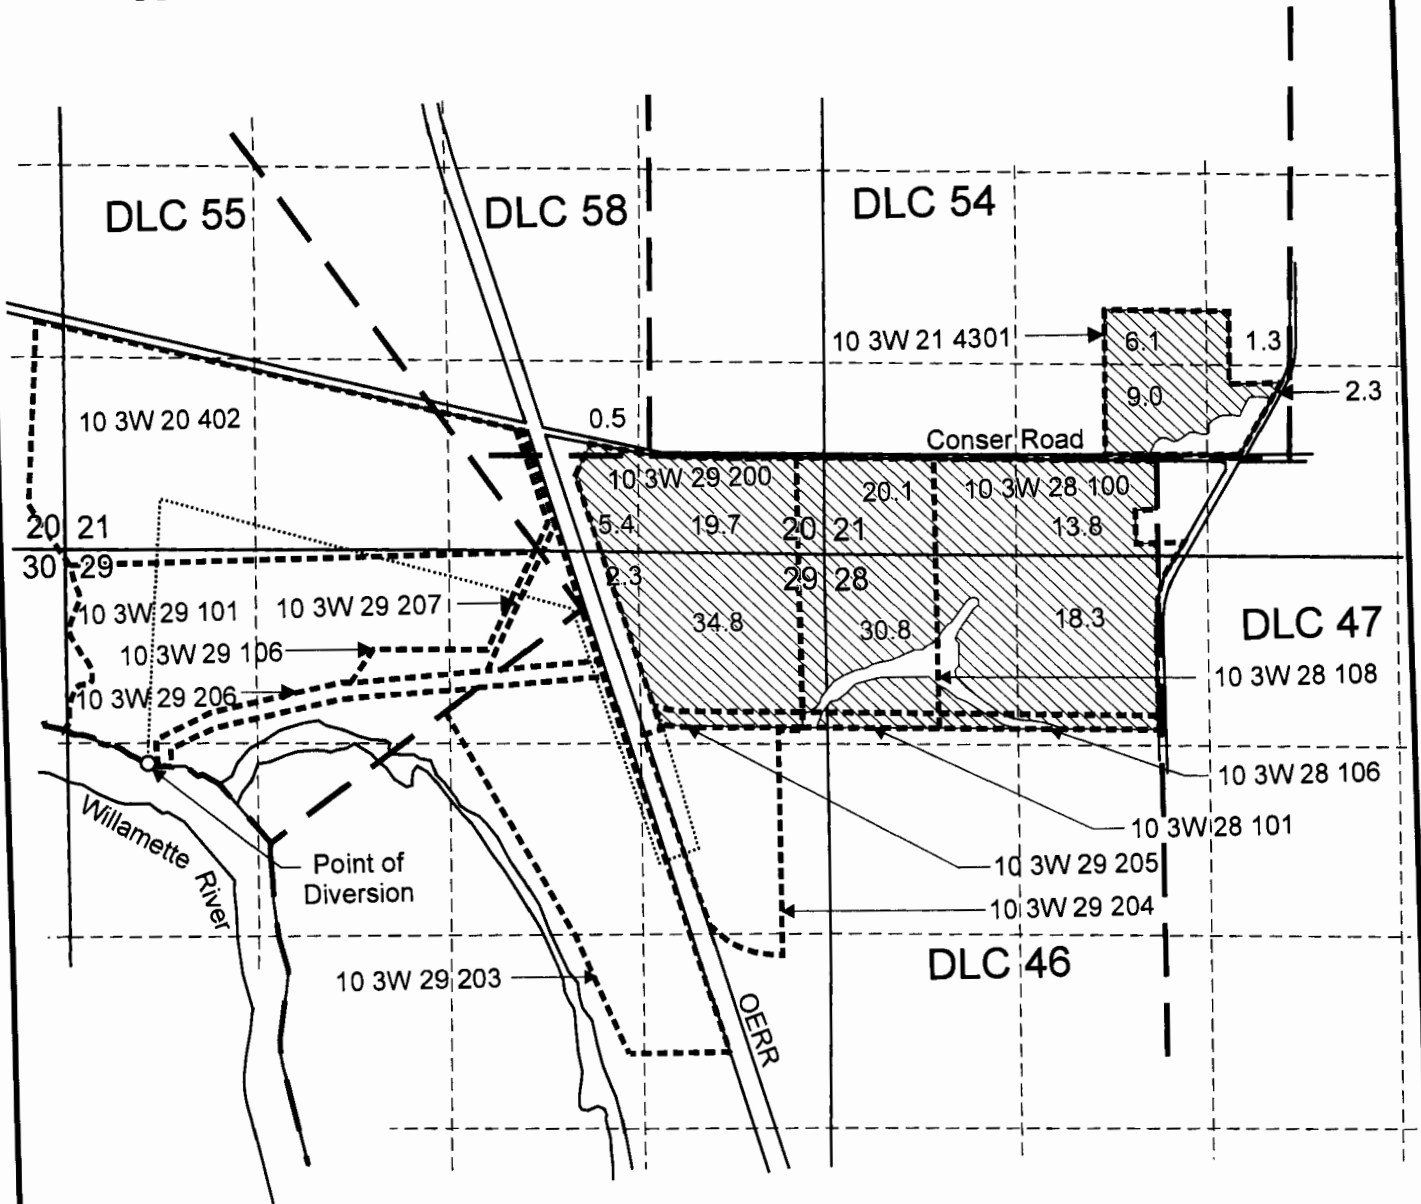 DLC 55
DLC 58
DLC 54
10 3W 21 4301
6.1
1.3
9.0
2.3
10 3W 20 402
0.5
Conser Road
10 3W 29 200
20.1
10 3W 28 100
20 21
5.4
19.7
20 21
13.8
30 29
2.3
29 28
10 3W 29 101
10 3W 29 207
34.8
30.8
18.3
DLC 47
10 3W 29 106
10 3W 28 108
10 3W 29 206
10 3W 28 106
Willamette River
10 3W 28 101
Point of
Diversion
10 3W 29 205
10 3W 29 204
DLC 46
10 3W 29 203
OERR